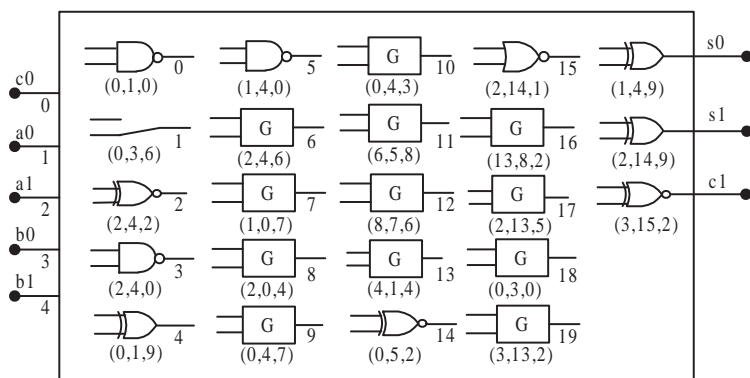 c0
0
a0
1
a1
2
b0
3
b1
4
0
(0,1,0)
5
(1,4,0)
G
10
(0,4,3)
15
(2,14,1)
(1,4,9)
s0
1
(0,3,6)
G
6
(2,4,6)
G
11
(6,5,8)
G
16
(13,8,2)
(2,14,9)
s1
2
(2,4,2)
G
7
(1,0,7)
G
12
(8,7,6)
G
17
(2,13,5)
(3,15,2)
c1
3
(2,4,0)
G
8
(2,0,4)
G
13
(4,1,4)
G
18
(0,3,0)
4
(0,1,9)
G
9
(0,4,7)
14
(0,5,2)
G
19
(3,13,2)